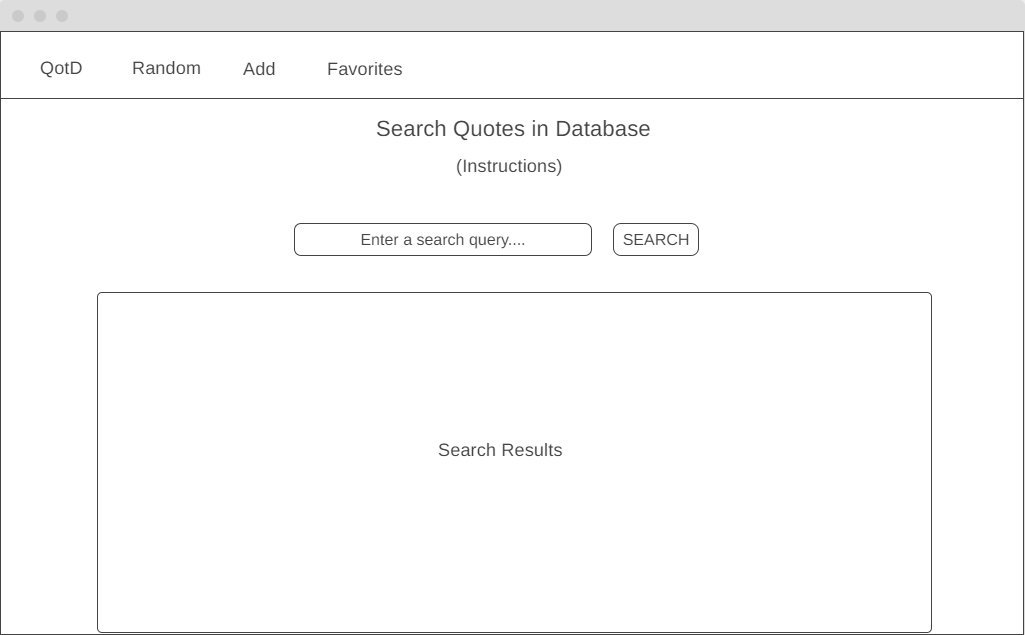 QotD Random Add Favorites
Search Quotes in Database
(Instructions)
Enter a search query.... SEARCH
Search Results